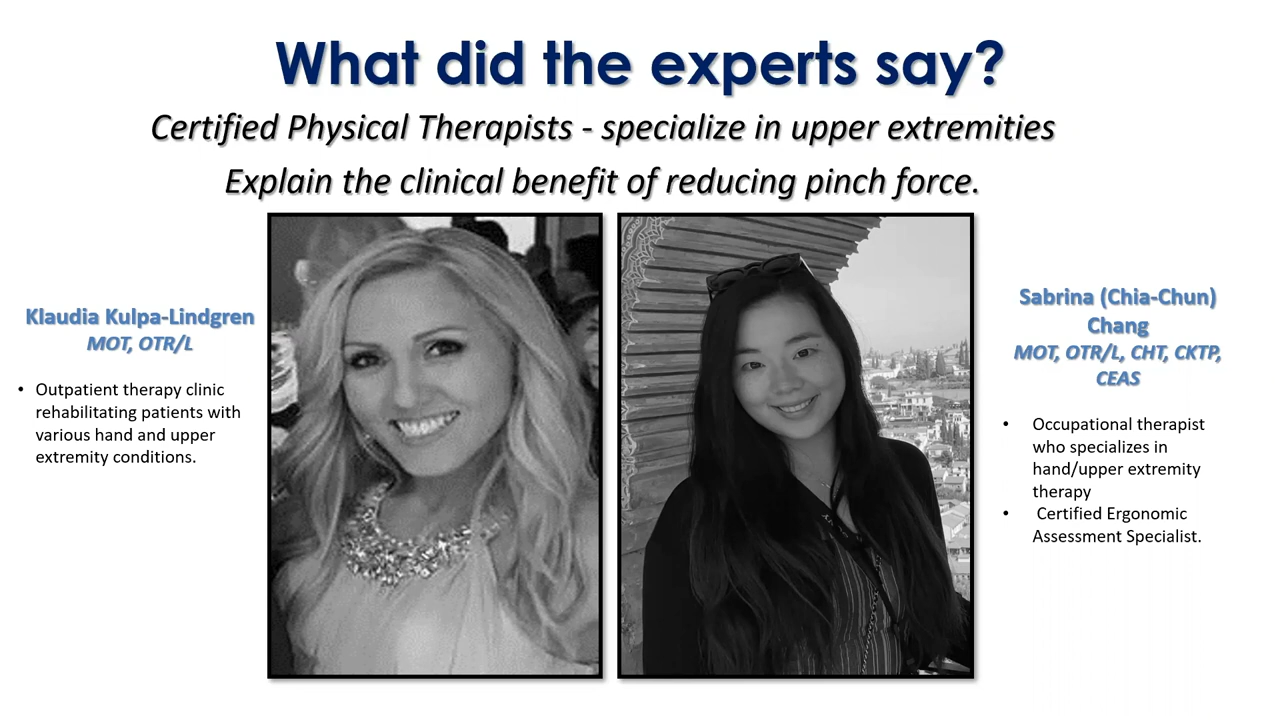 What did the experts say?
Certified Physical Therapists - specialize in upper extremities
Explain the clinical benefit of reducing pinch force.
Klaudia Kulpa-Lindgren
MOT, OTR/L
• Outpatient therapy clinic
rehabilitating patients with
various hand and upper
extremity conditions.
Sabrina (Chia-Chun)
Chang
MOT, OTR/L, CHT, CKTP,
CEAS
• Occupational therapist
who specializes in
hand/upper extremity
therapy
• Certified Ergonomic
Assessment Specialist.